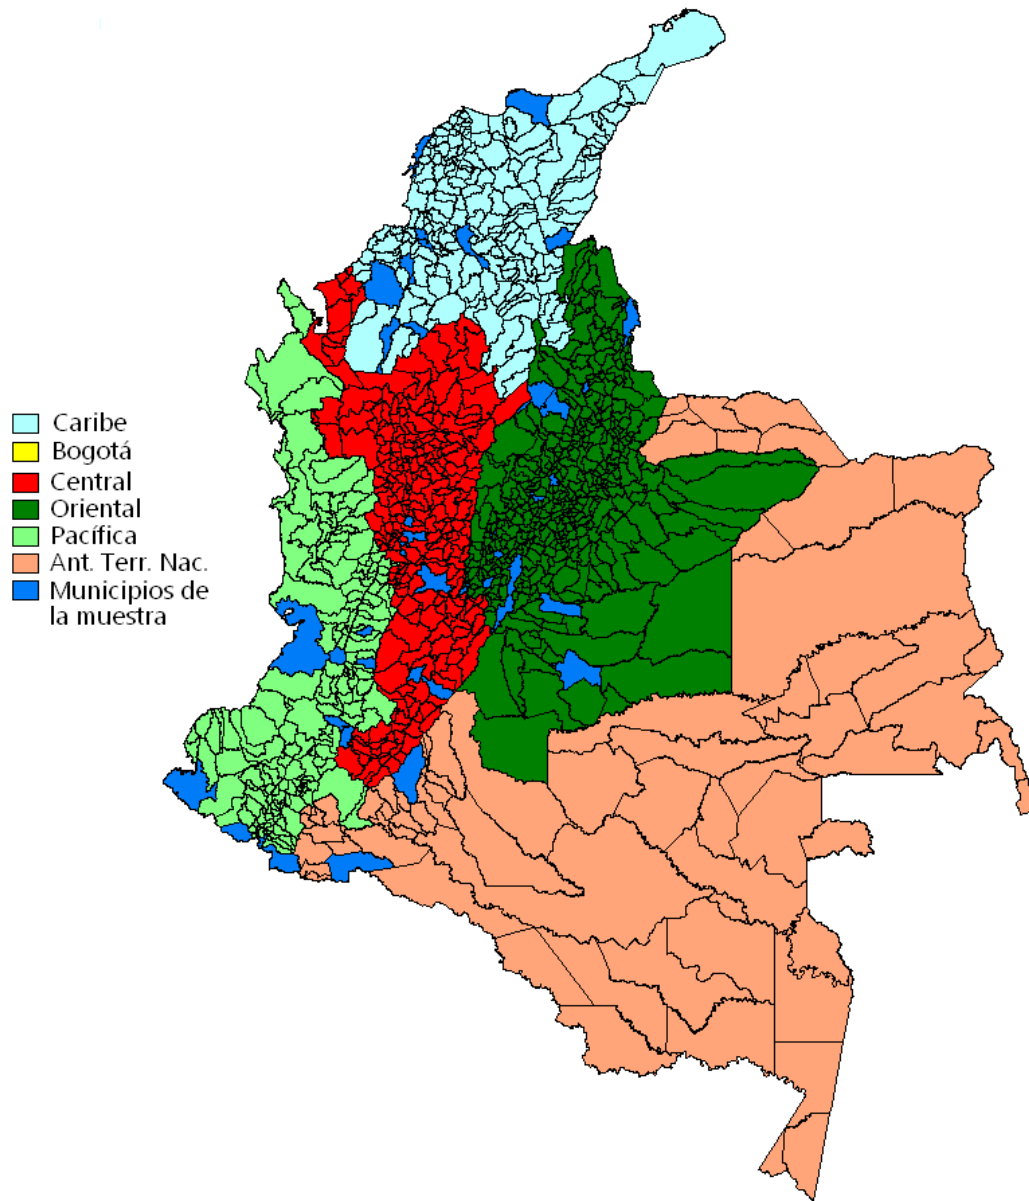 Caribe
Bogotá
Central
Oriental
Pacífica
Ant. Terr. Nac.
Municipios de
la muestra